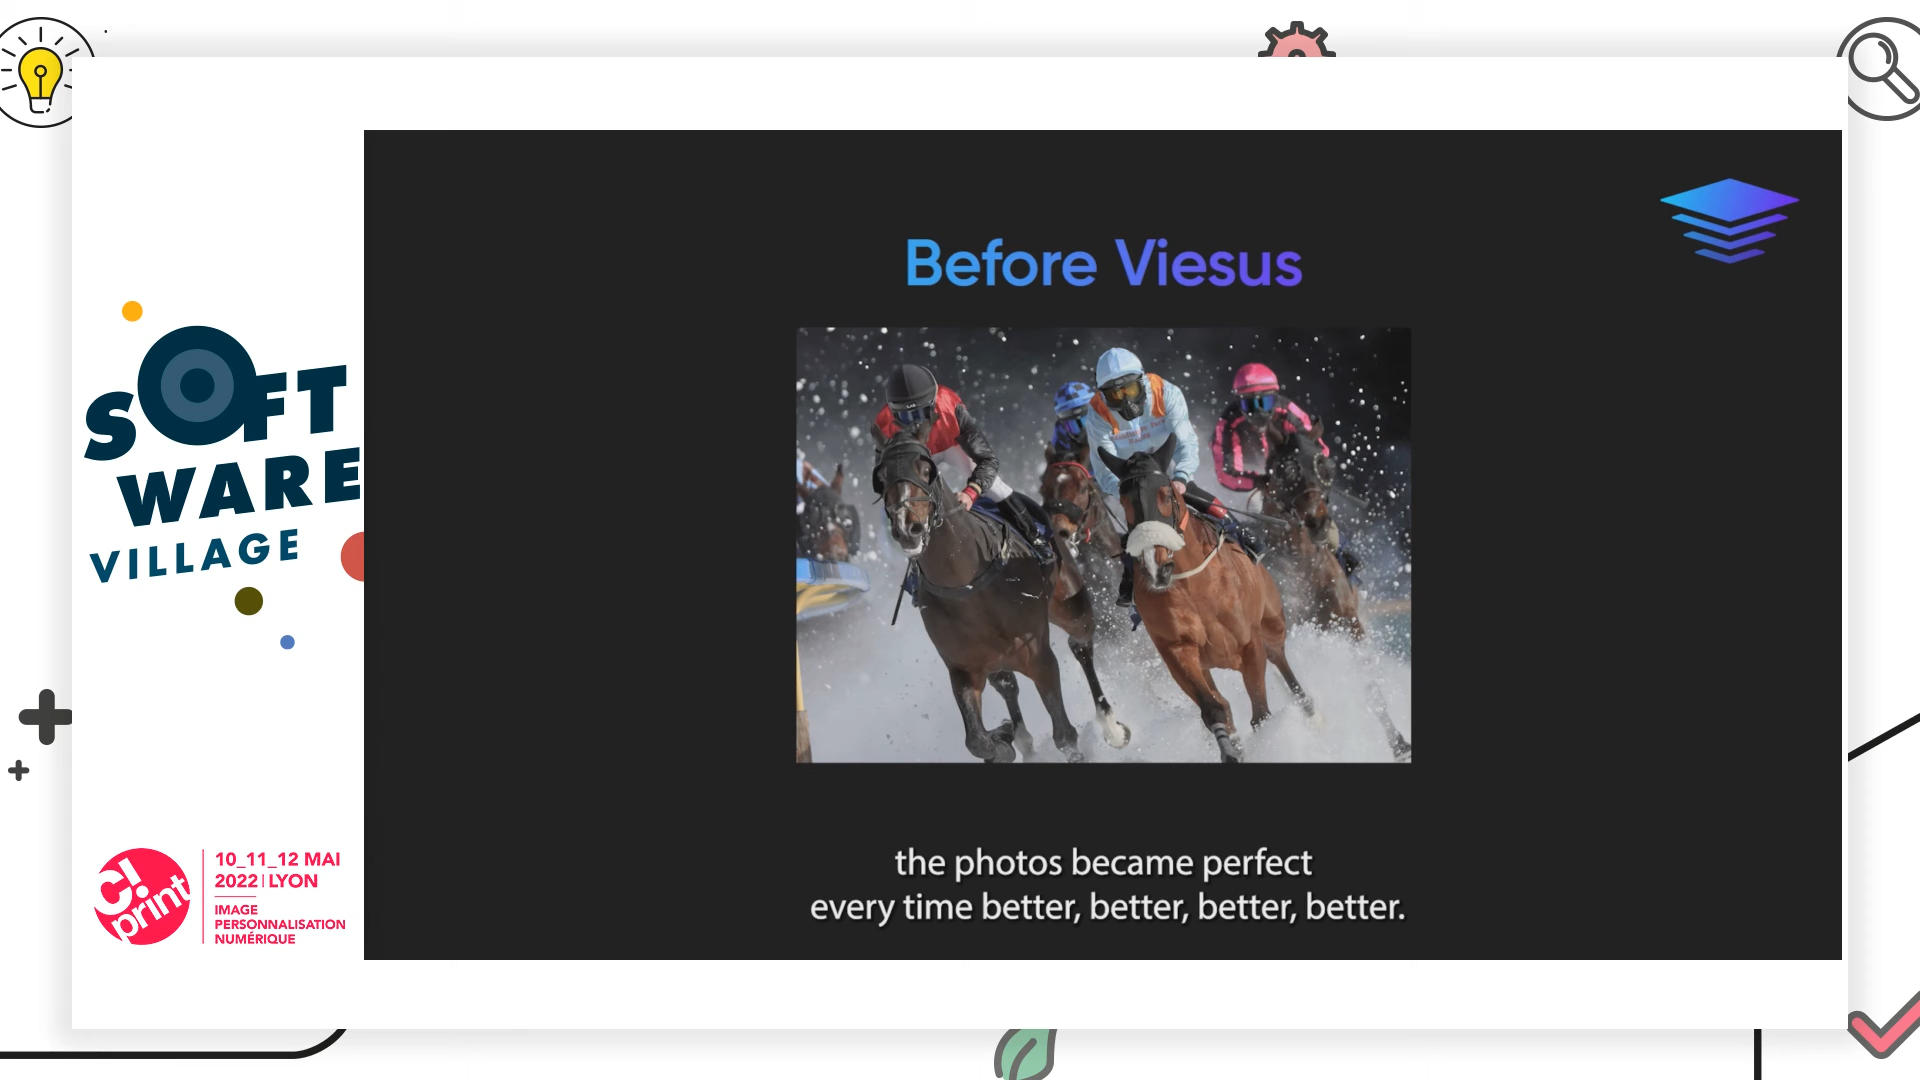 Before Viesus
SOFT
WARE
VILLAGE
the photos became perfect
every time better, better, better, better.
C!
print
10_11_12 MAI
2022 | LYON
IMAGE
PERSONNALISATION
NUMÉRIQUE